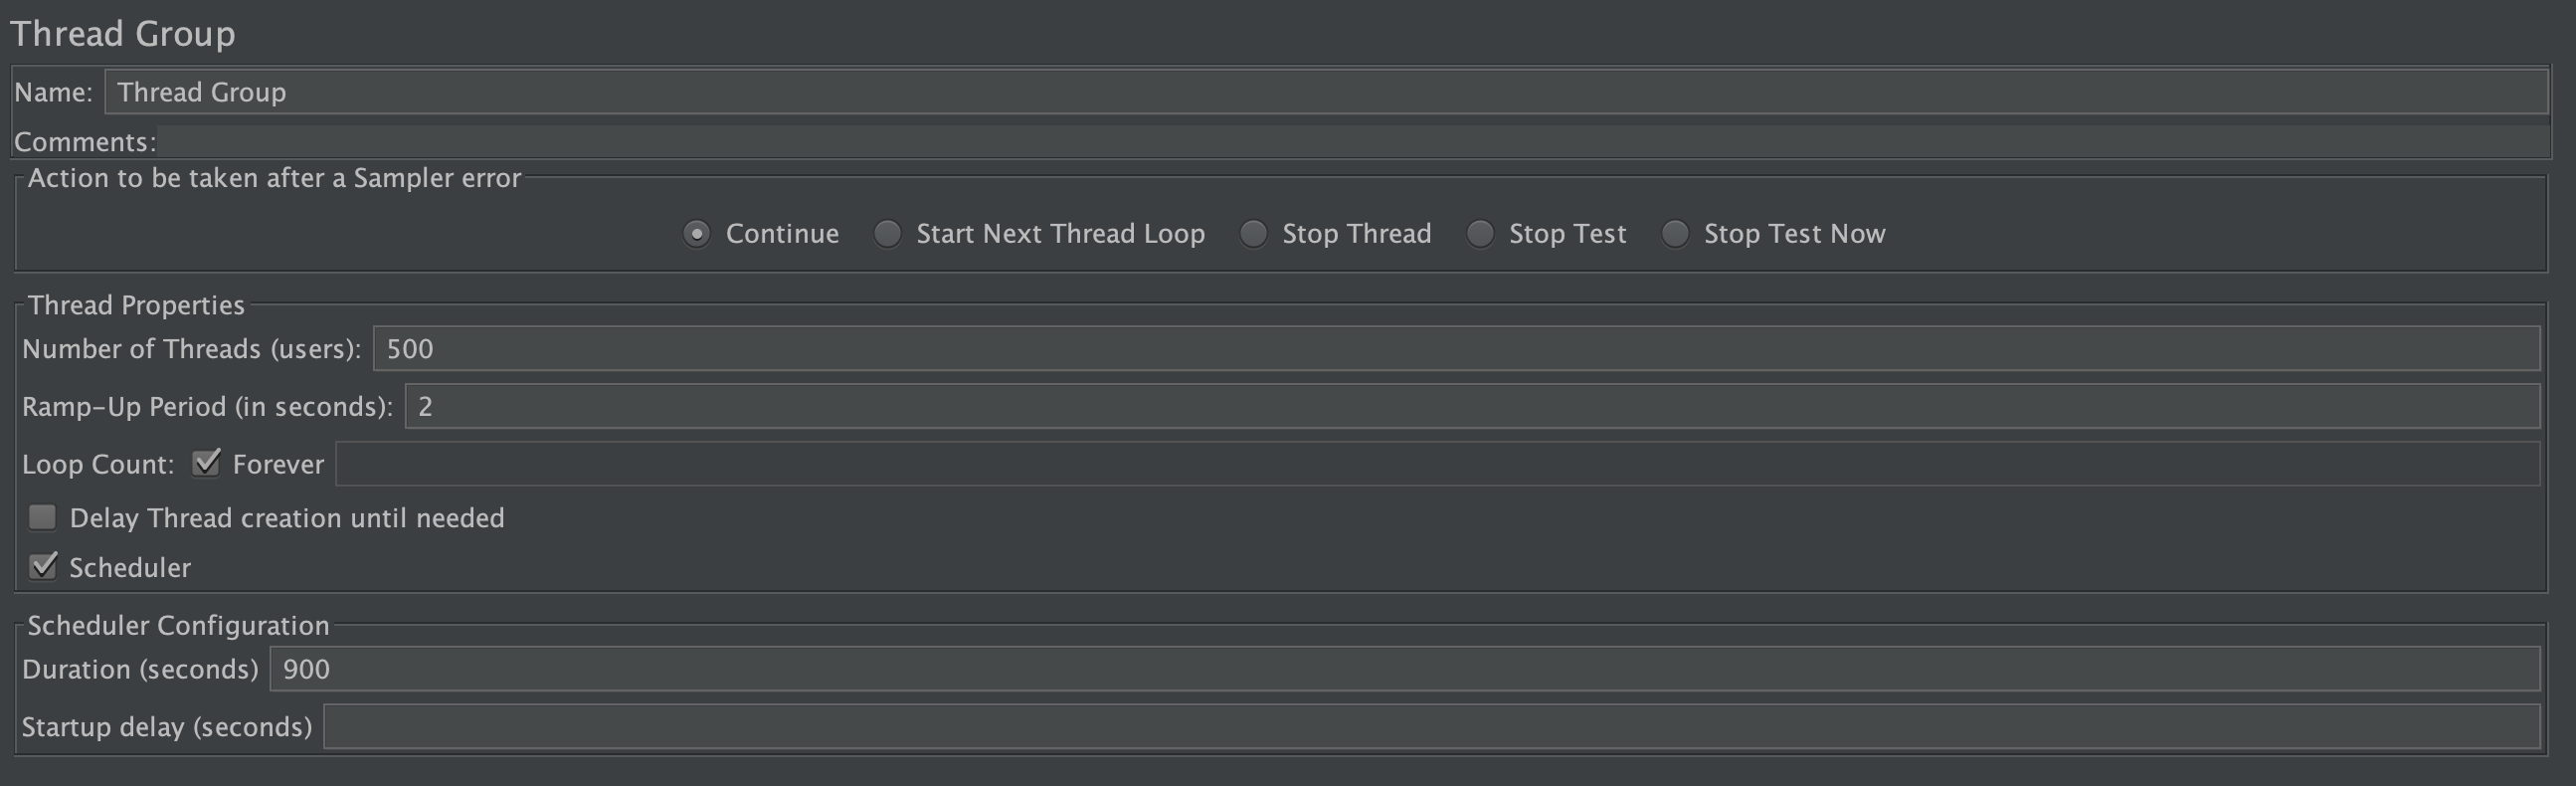 Thread Group
Name: Thread Group
Comments:
Action to be taken after a Sampler error
Continue Start Next Thread Loop Stop Thread Stop Test Stop Test Now
Thread Properties
Number of Threads (users): 500
Ramp-Up Period (in seconds): 2
Loop Count: Forever
Delay Thread creation until needed
Scheduler
Scheduler Configuration
Duration (seconds) 900
Startup delay (seconds)